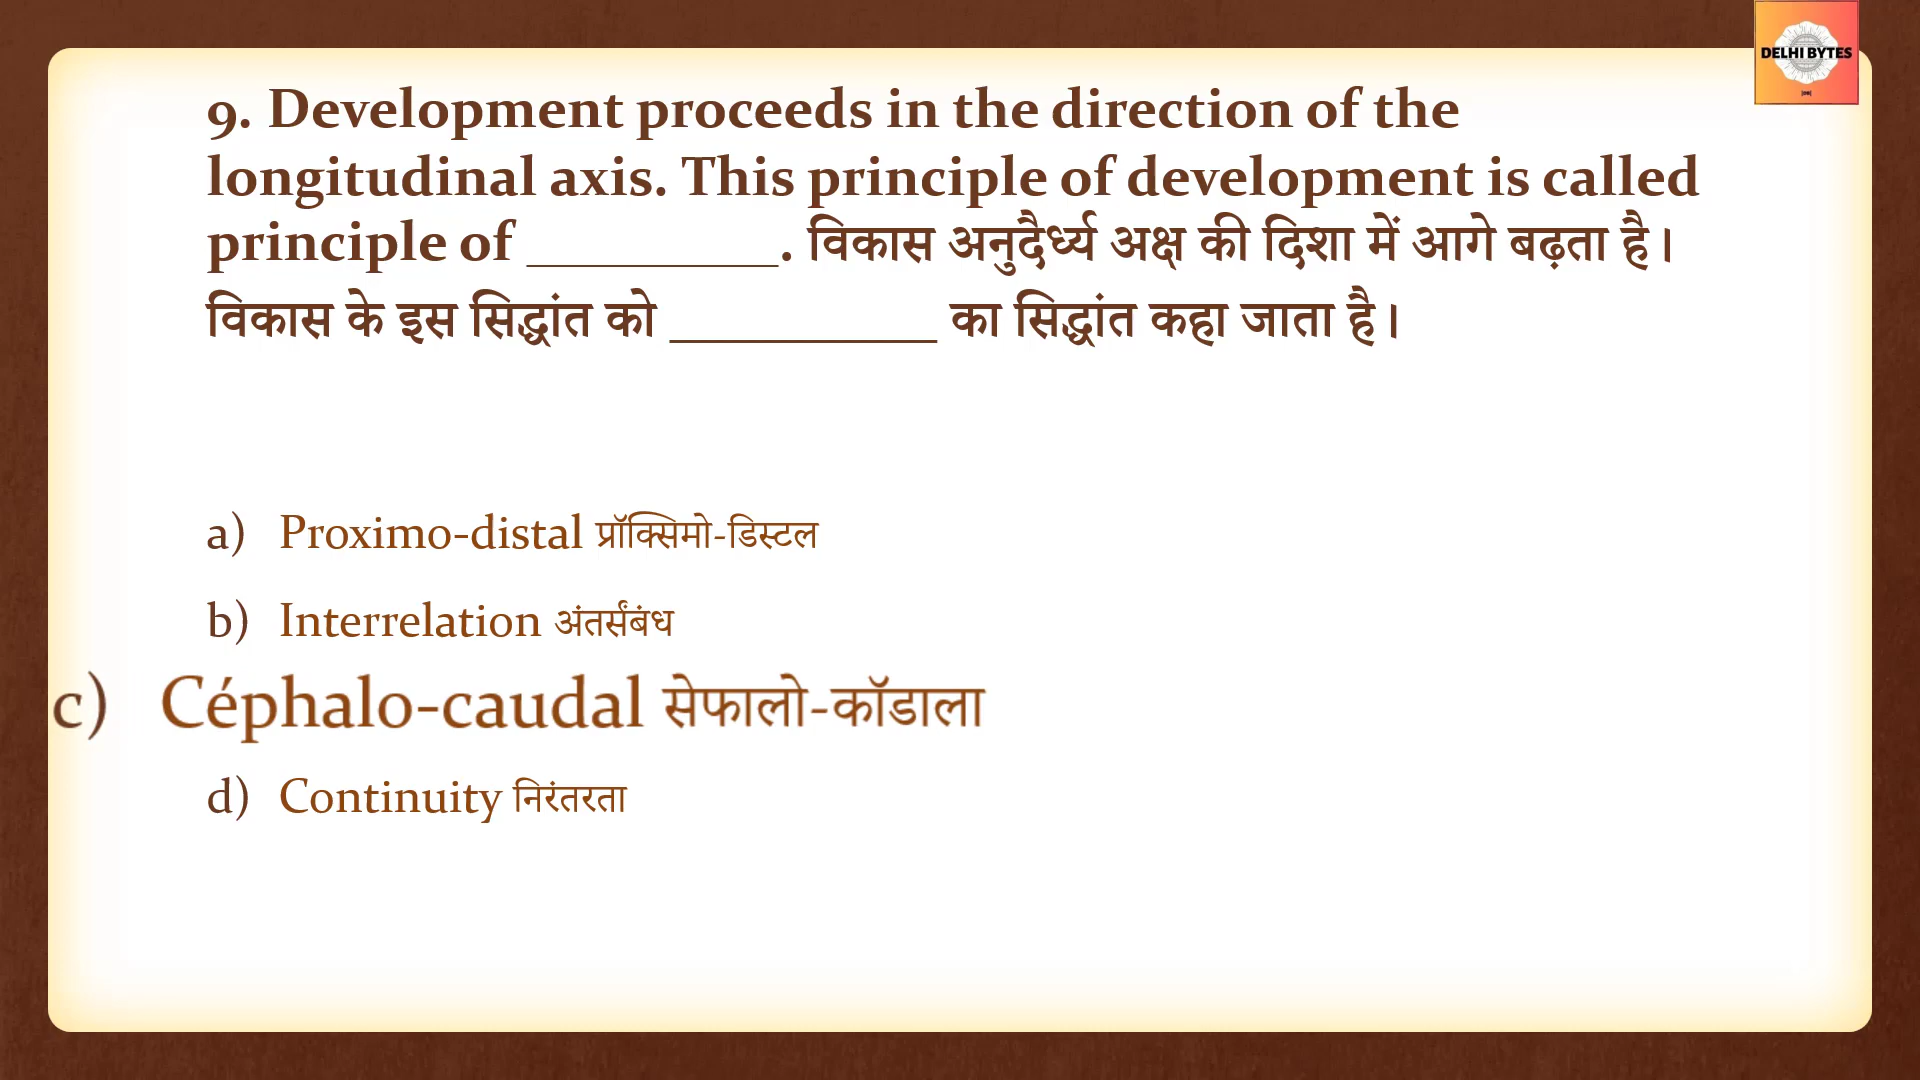 DELHI BYTES
9. Development proceeds in the direction of the
longitudinal axis. This principle of development is called
principle of _________. विकास अनुदैर्ध्य अक्ष की दिशा में आगे बढ़ता है।
विकास के इस सिद्धांत को __________ का सिद्धांत कहा जाता है।
a) Proximo-distal प्रॉक्सिमो-डिस्टल
b) Interrelation अंतर्संबंध
c) Céphalo-caudal सेफालो-कॉडाला
d) Continuity निरंतरता